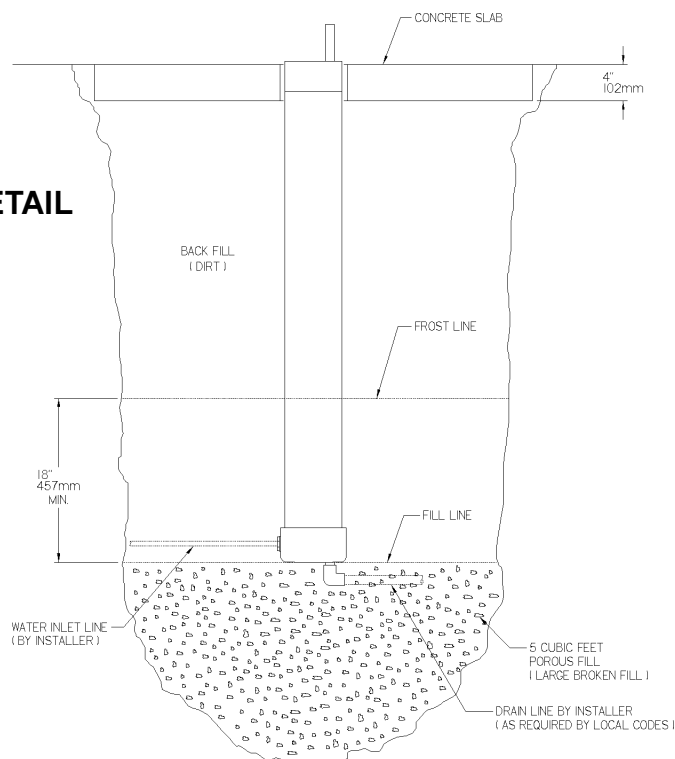 CONCRETE SLAB
4"
102mm
ETAIL
BACK FILL
( DIRT )
FROST LINE
18"
457mm
MIN.
FILL LINE
WATER INLET LINE
( BY INSTALLER )
5 CUBIC FEET
POROUS FILL
( LARGE BROKEN FILL )
DRAIN LINE BY INSTALLER
( AS REQUIRED BY LOCAL CODES )